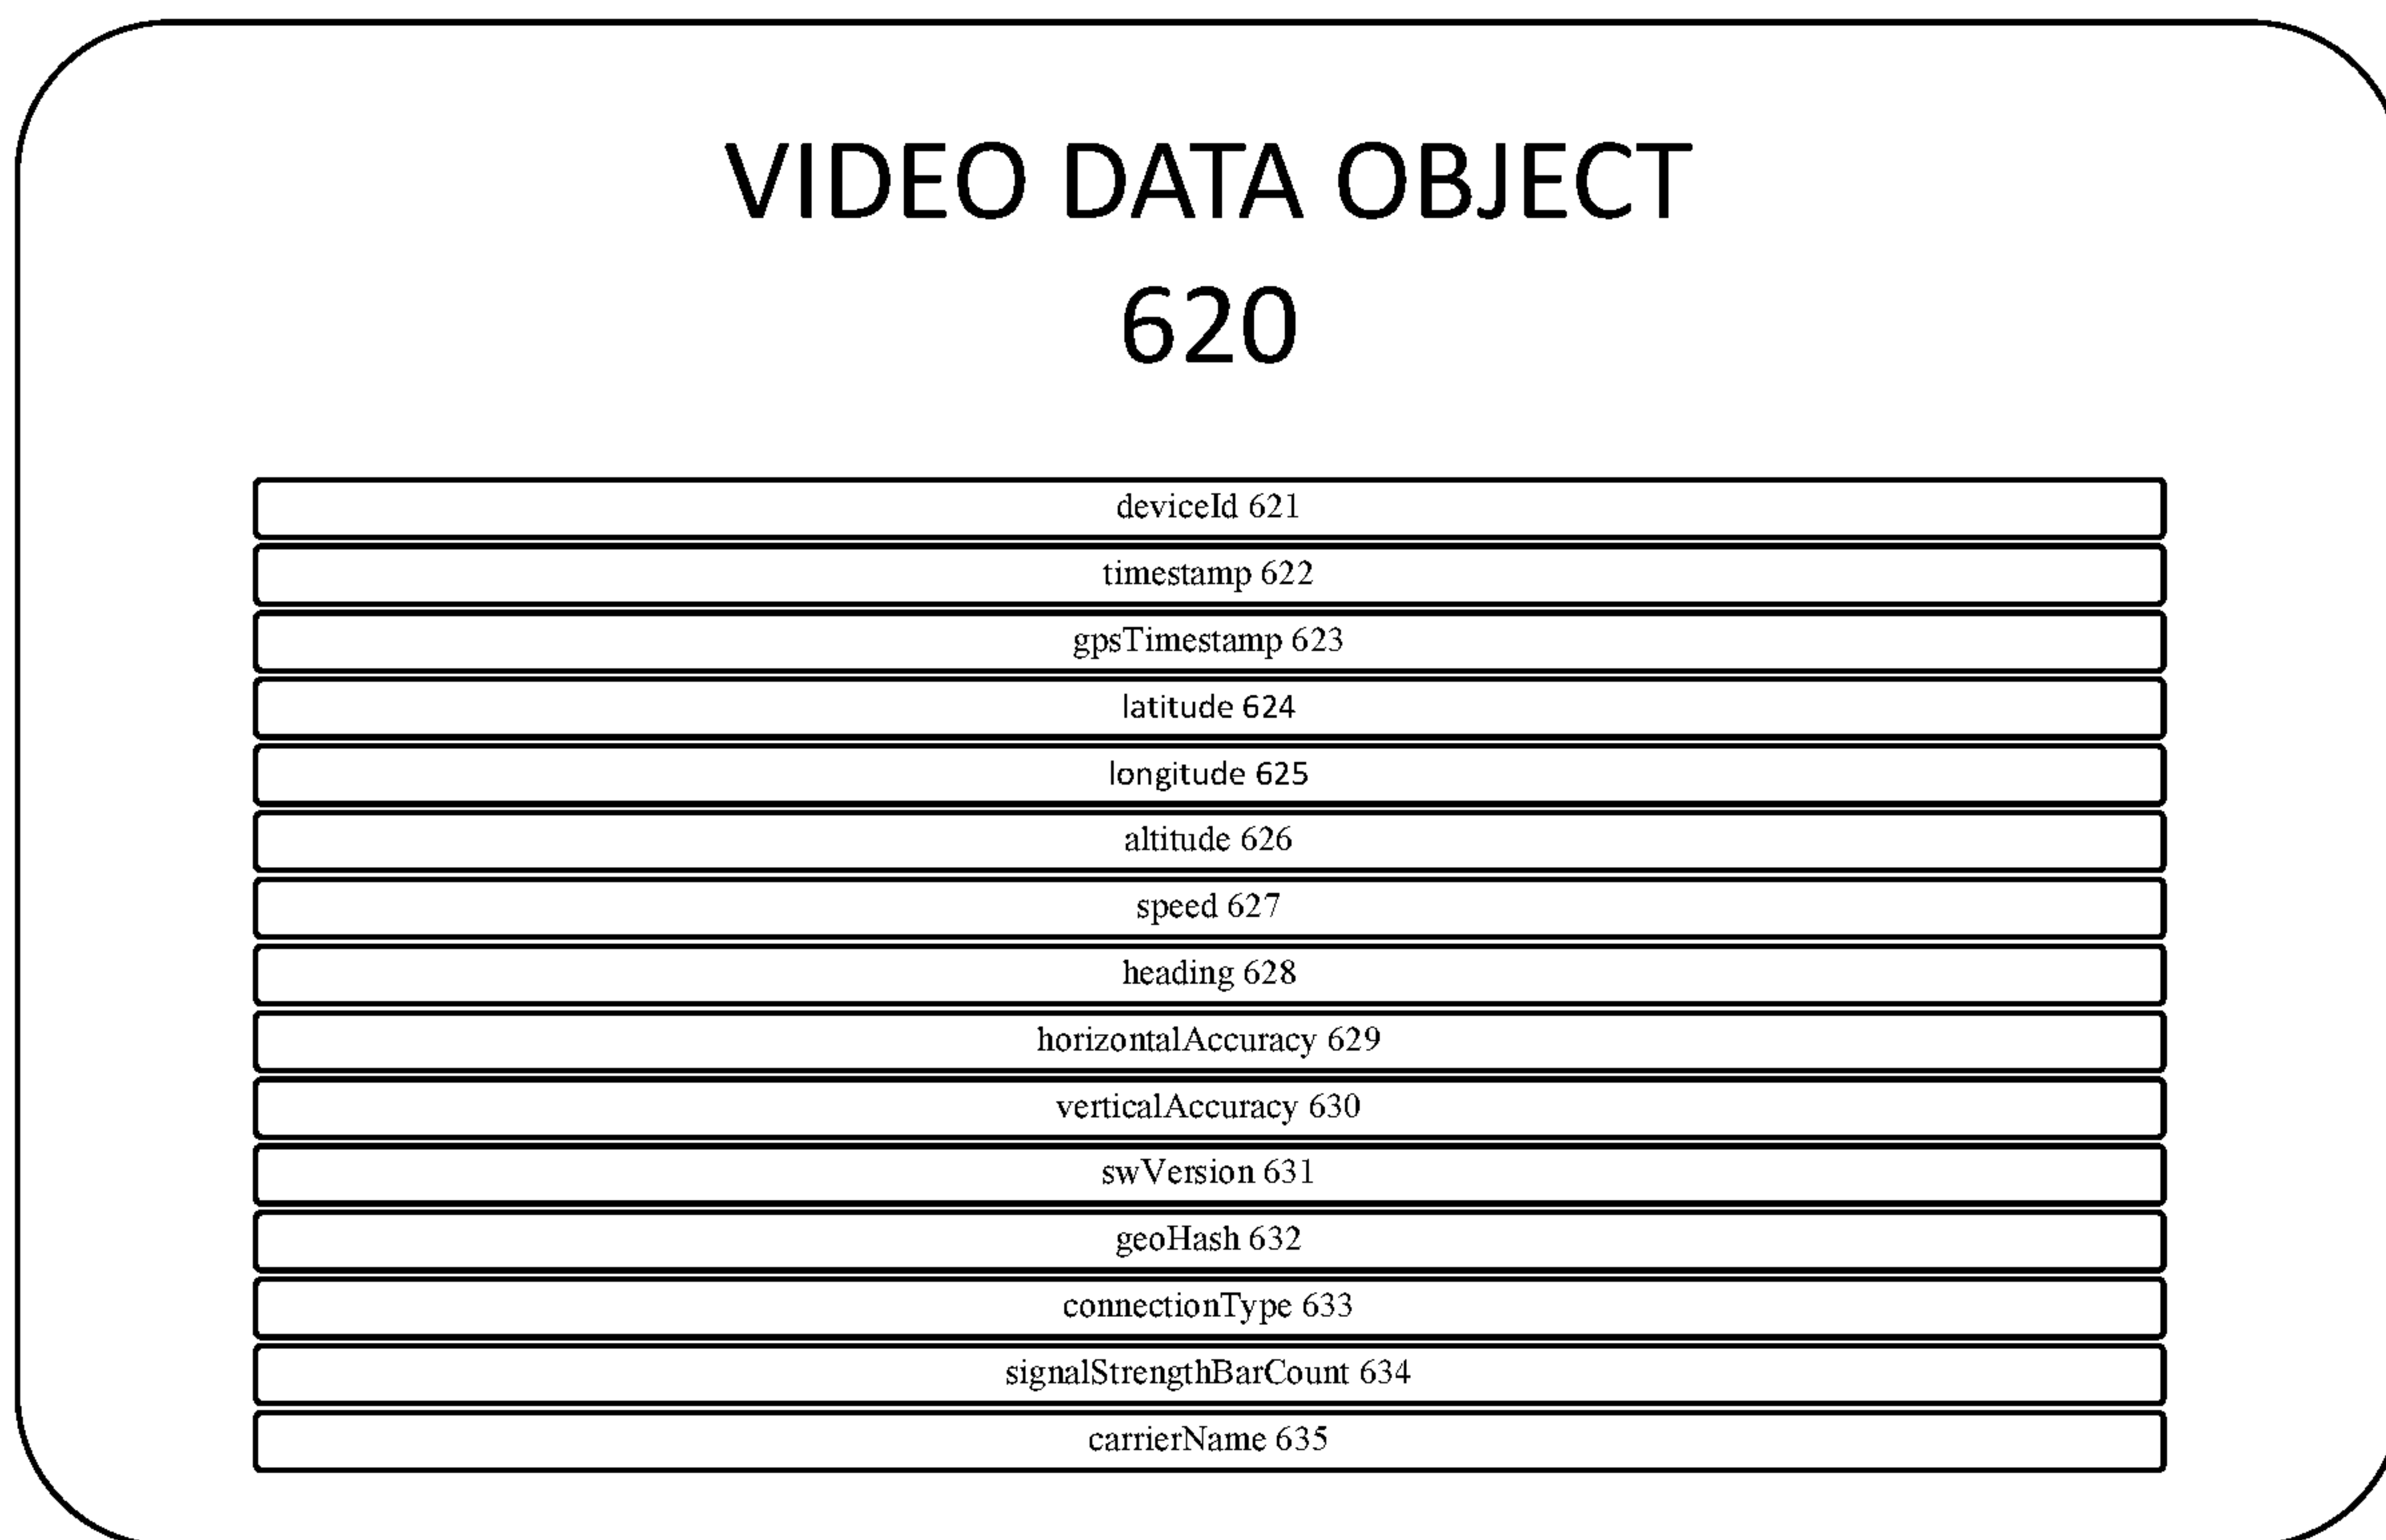 VIDEO DATA OBJECT
620
deviceId 621
timestamp 622
gpsTimestamp 623
latitude 624
longitude 625
altitude 626
speed 627
heading 628
horizontalAccuracy 629
verticalAccuracy 630
swVersion 631
geoHash 632
connectionType 633
signalStrengthBarCount 634
carrierName 635